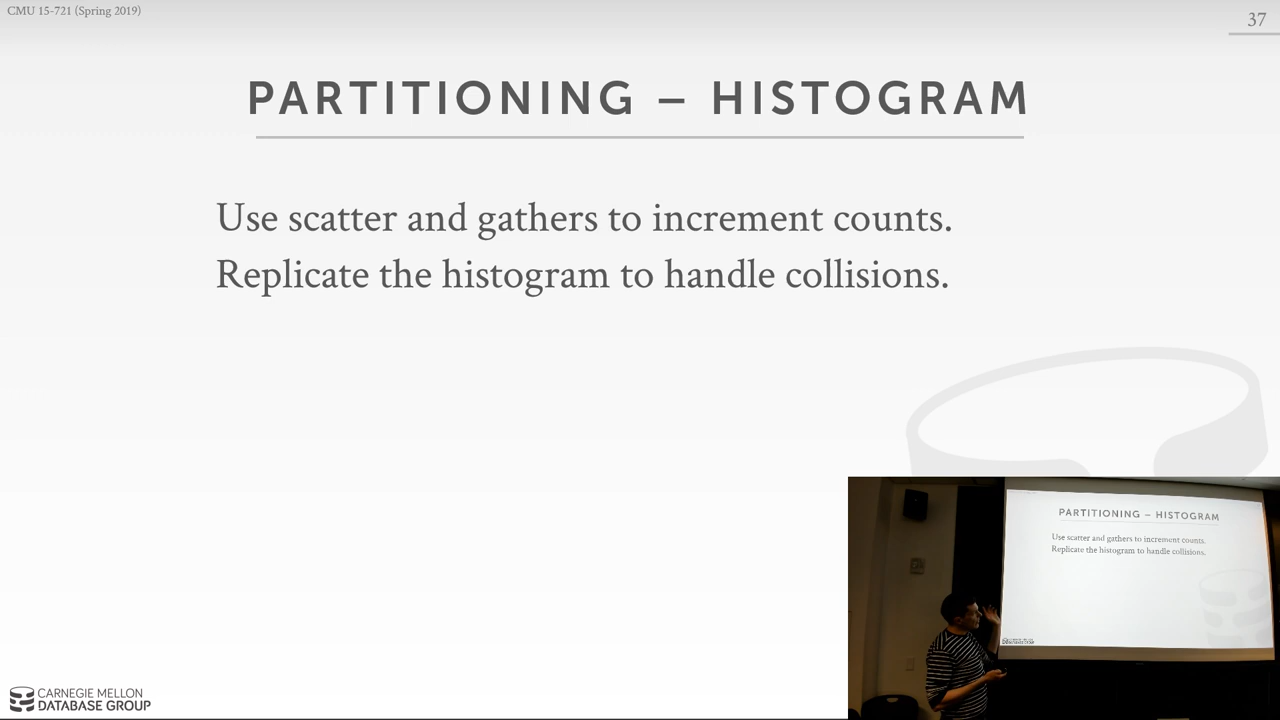 CMU 15-721 (Spring 2019)
37
PARTITIONING – HISTOGRAM
Use scatter and gathers to increment counts.
Replicate the histogram to handle collisions.
PARTITIONING – HISTOGRAM
Use scatter and gathers to increment counts.
Replicate the histogram to handle collisions.
CARNEGIE MELLON
DATABASE GROUP